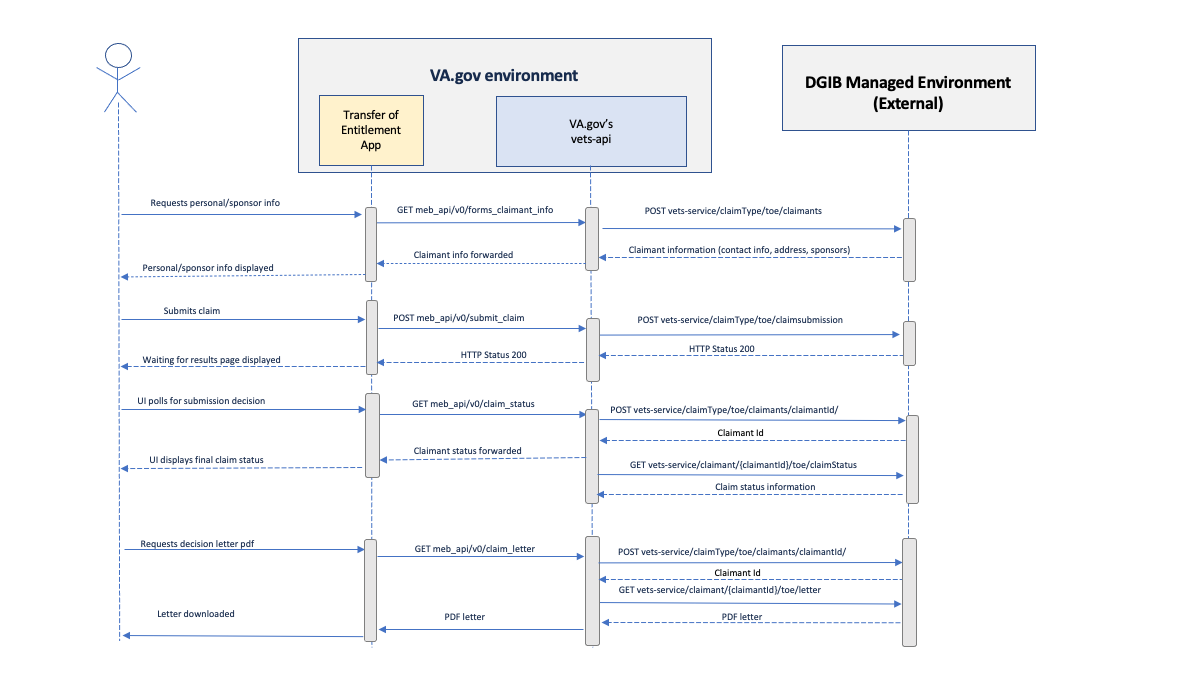 VA.gov environment
DGIB Managed Environment
(External)
Transfer of
Entitlement
App
VA.gov's
vets-api
Requests personal/sponsor info
GET meb_api/v0/forms_claimant_info
POST vets-service/claimType/toe/claimants
Claimant information (contact info, address, sponsors)
Claimant info forwarded
Personal/sponsor info displayed
Submits claim
POST meb_api/v0/submit_claim
POST vets-service/claimType/toe/claimsubmission
HTTP Status 200
HTTP Status 200
Waiting for results page displayed
UI polls for submission decision
GET meb_api/v0/claim_status
POST vets-service/claimType/toe/claimants/claimantId/
Claimant Id
Claimant status forwarded
UI displays final claim status
GET vets-service/claimant/{claimantId}/toe/claimStatus
Claim status information
Requests decision letter pdf
GET meb_api/v0/claim_letter
POST vets-service/claimType/toe/claimants/claimantId/
Claimant Id
GET vets-service/claimant/{claimantId}/toe/letter
Letter downloaded
PDF letter
PDF letter